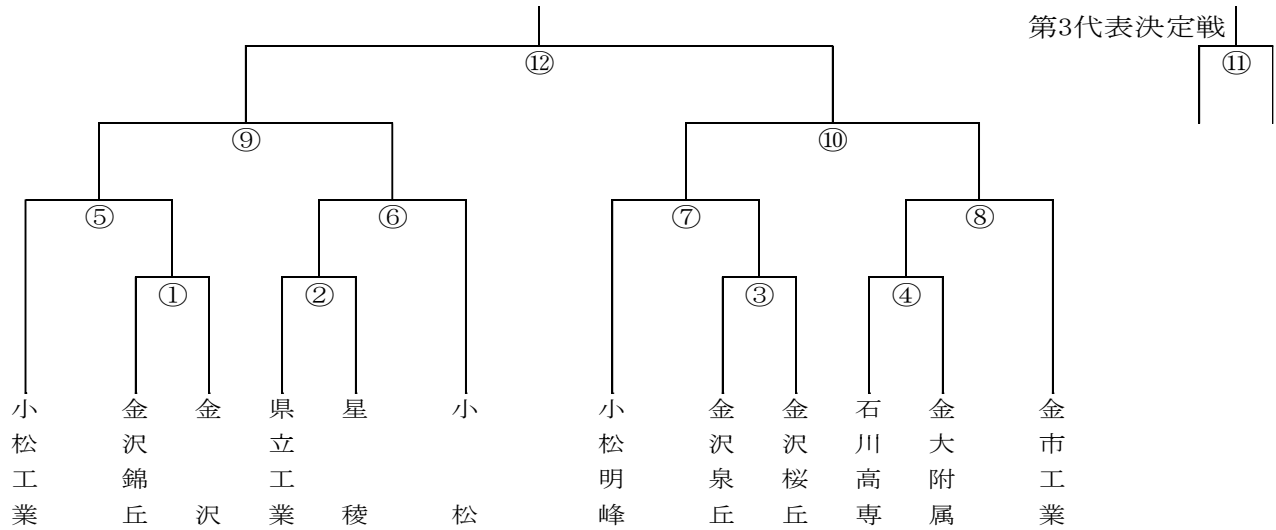 第3代表決定戦
⑫
⑪
⑨
⑩
⑤
⑥
⑦
⑧
①
②
③
④
小松工業
金沢錦丘
金沢
県立工業
星稜
小松
小松明峰
金沢泉丘
金沢桜丘
石川高専
金大附属
金市工業